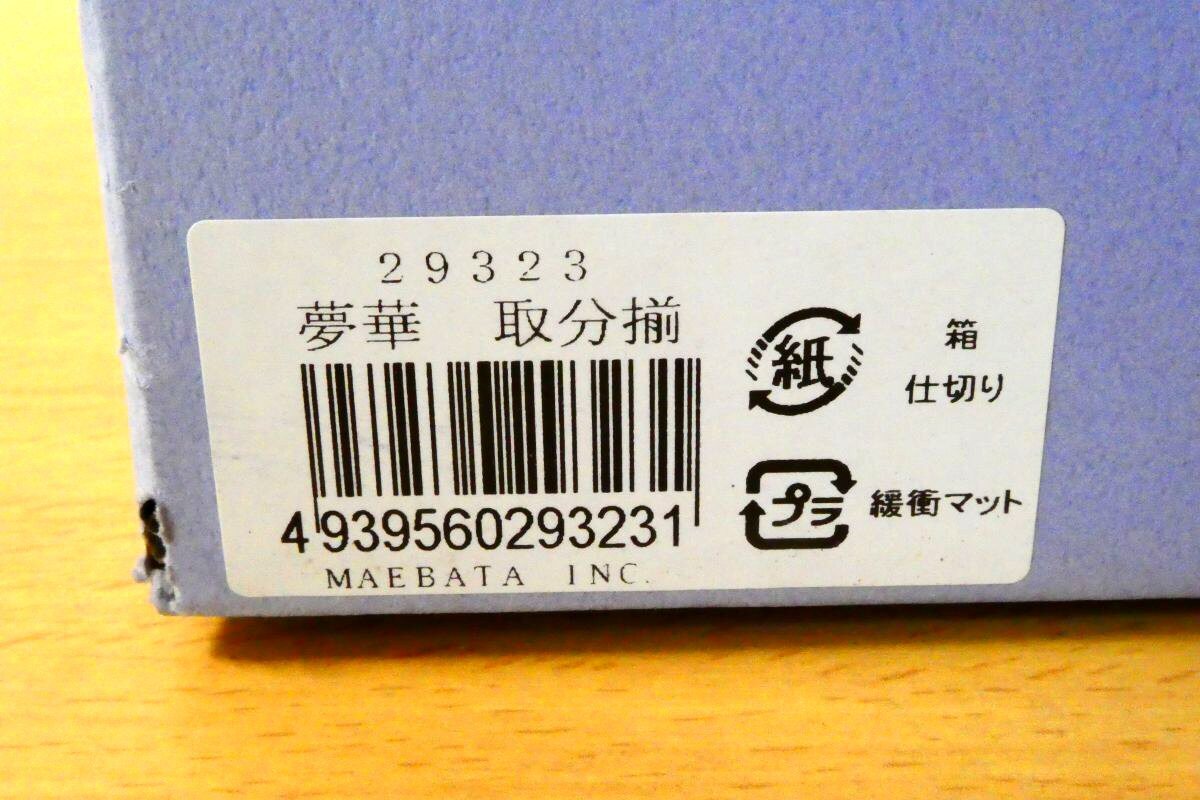 29323
夢華 取分揃
4939560293231
MAEBATA INC.
紙
箱
仕切り
プラ
緩衝マット